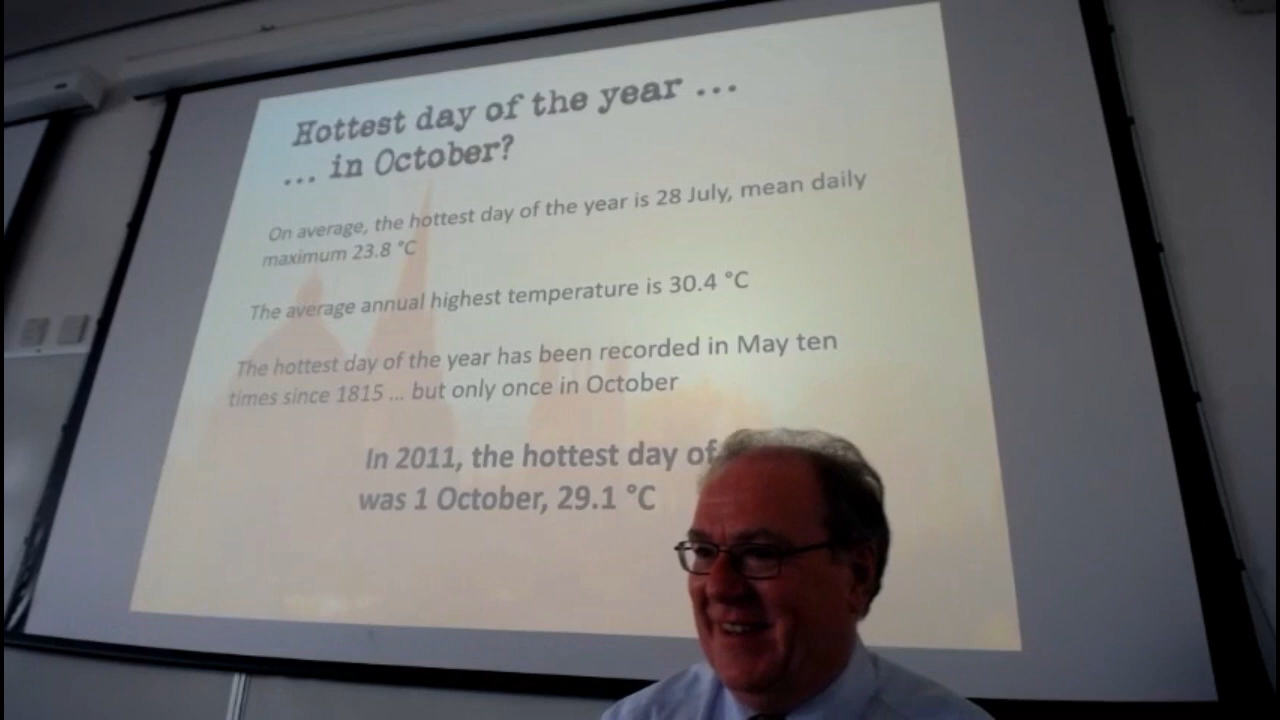 Hottest day of the year ...
... in October?
On average, the hottest day of the year is 28 July, mean daily
maximum 23.8 °C
The average annual highest temperature is 30.4 °C
The hottest day of the year has been recorded in May ten
times since 1815 ... but only once in October
In 2011, the hottest day of
was 1 October, 29.1 °C